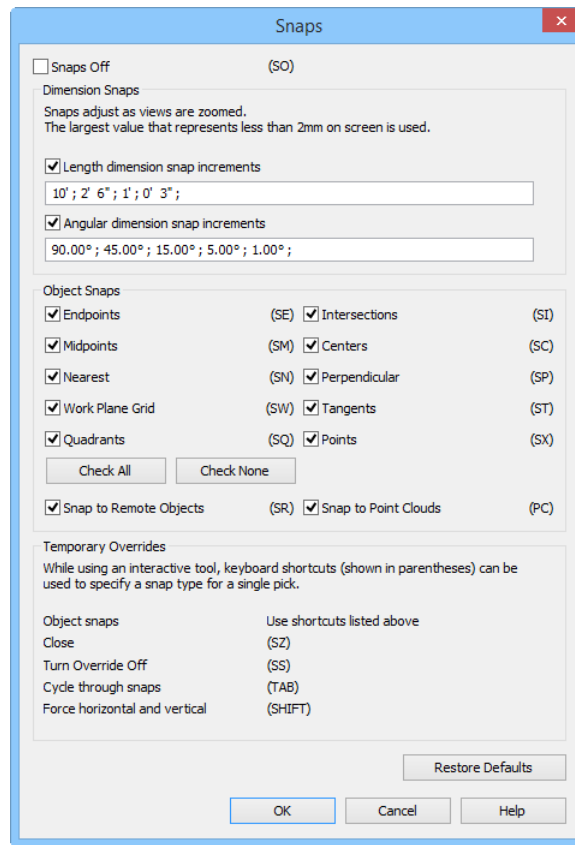 Snaps
Snaps Off (SO)
Dimension Snaps
Snaps adjust as views are zoomed.
The largest value that represents less than 2mm on screen is used.
Length dimension snap increments
10' ; 2' 6" ; 1' ; 0' 3" ;
Angular dimension snap increments
90.00° ; 45.00° ; 15.00° ; 5.00° ; 1.00° ;
Object Snaps
Endpoints (SE) Intersections (SI)
Midpoints (SM) Centers (SC)
Nearest (SN) Perpendicular (SP)
Work Plane Grid (SW) Tangents (ST)
Quadrants (SQ) Points (SX)
Check All Check None
Snap to Remote Objects (SR) Snap to Point Clouds (PC)
Temporary Overrides
While using an interactive tool, keyboard shortcuts (shown in parentheses) can be
used to specify a snap type for a single pick.
Object snaps Use shortcuts listed above
Close (SZ)
Turn Override Off (SS)
Cycle through snaps (TAB)
Force horizontal and vertical (SHIFT)
Restore Defaults
OK Cancel Help